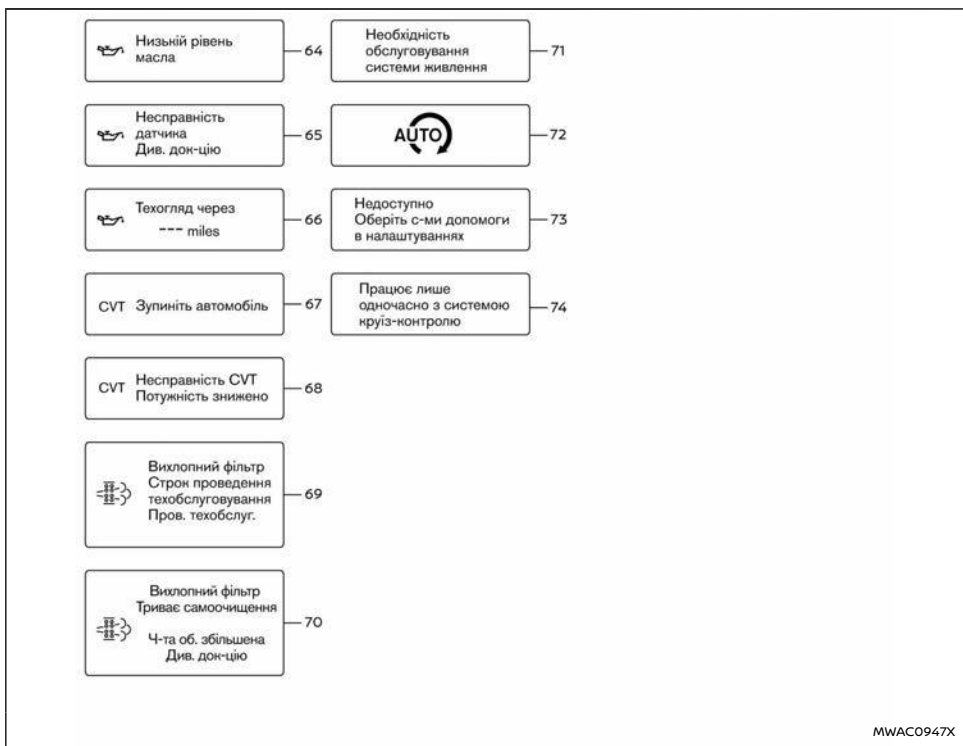 Низькій рівень
масла
64
Несправність
датчика
Див. док-цію
65
Техогляд через
--- miles
66
CVT Зупиніть автомобіль
67
CVT Несправність CVT
Потужність знижено
68
Вихлопний фільтр
Строк проведення
техобслуговування
Пров. техобслуг.
69
Вихлопний фільтр
Триває самоочищення
Ч-та об. збільшена
Див. док-цію
70
Необхідність
обслуговування
системи живлення
71
AUTO
72
Недоступно
Оберіть с-ми допомоги
в налаштуваннях
73
Працює лише
одночасно з системою
круїз-контролю
74
MWAC0947X